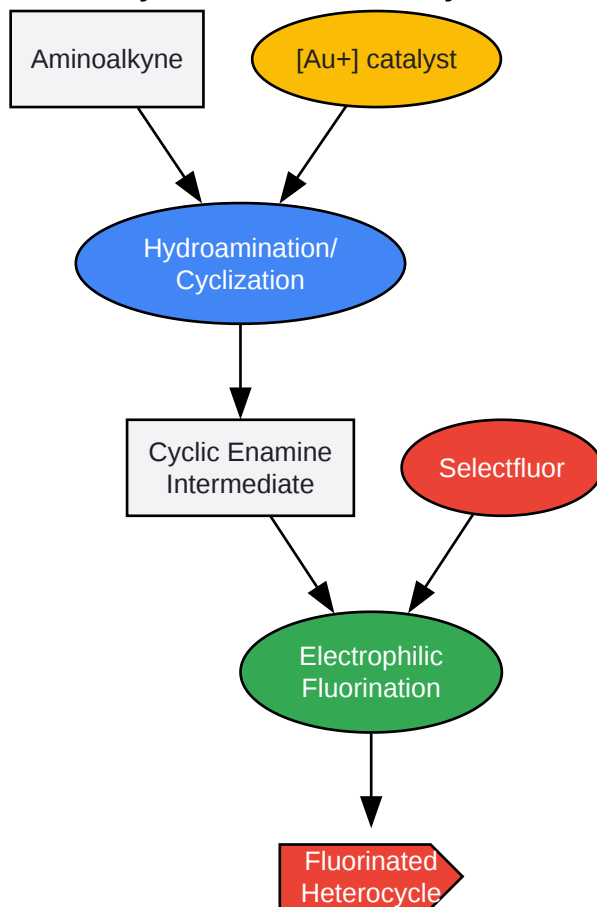 Aminoalkyne
[Au+] catalyst
Hydroamination/
Cyclization
Cyclic Enamine
Intermediate
Selectfluor
Electrophilic
Fluorination
Fluorinated
Heterocycle